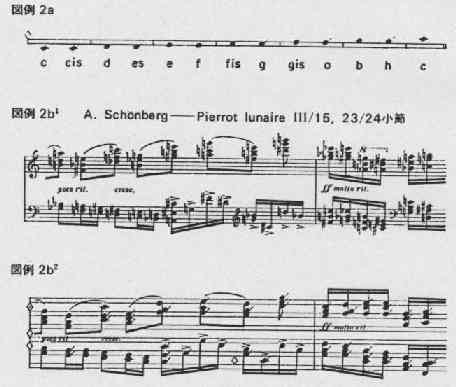 図例 2a
c cis d es e f fis g gis a b h c
図例 2b¹ A. Schönberg——Pierrot lunaire III/15, 23/24小節
poco rit. cresc. ff molto rit.
図例 2b²
poco rit. cresc. ff molto rit.